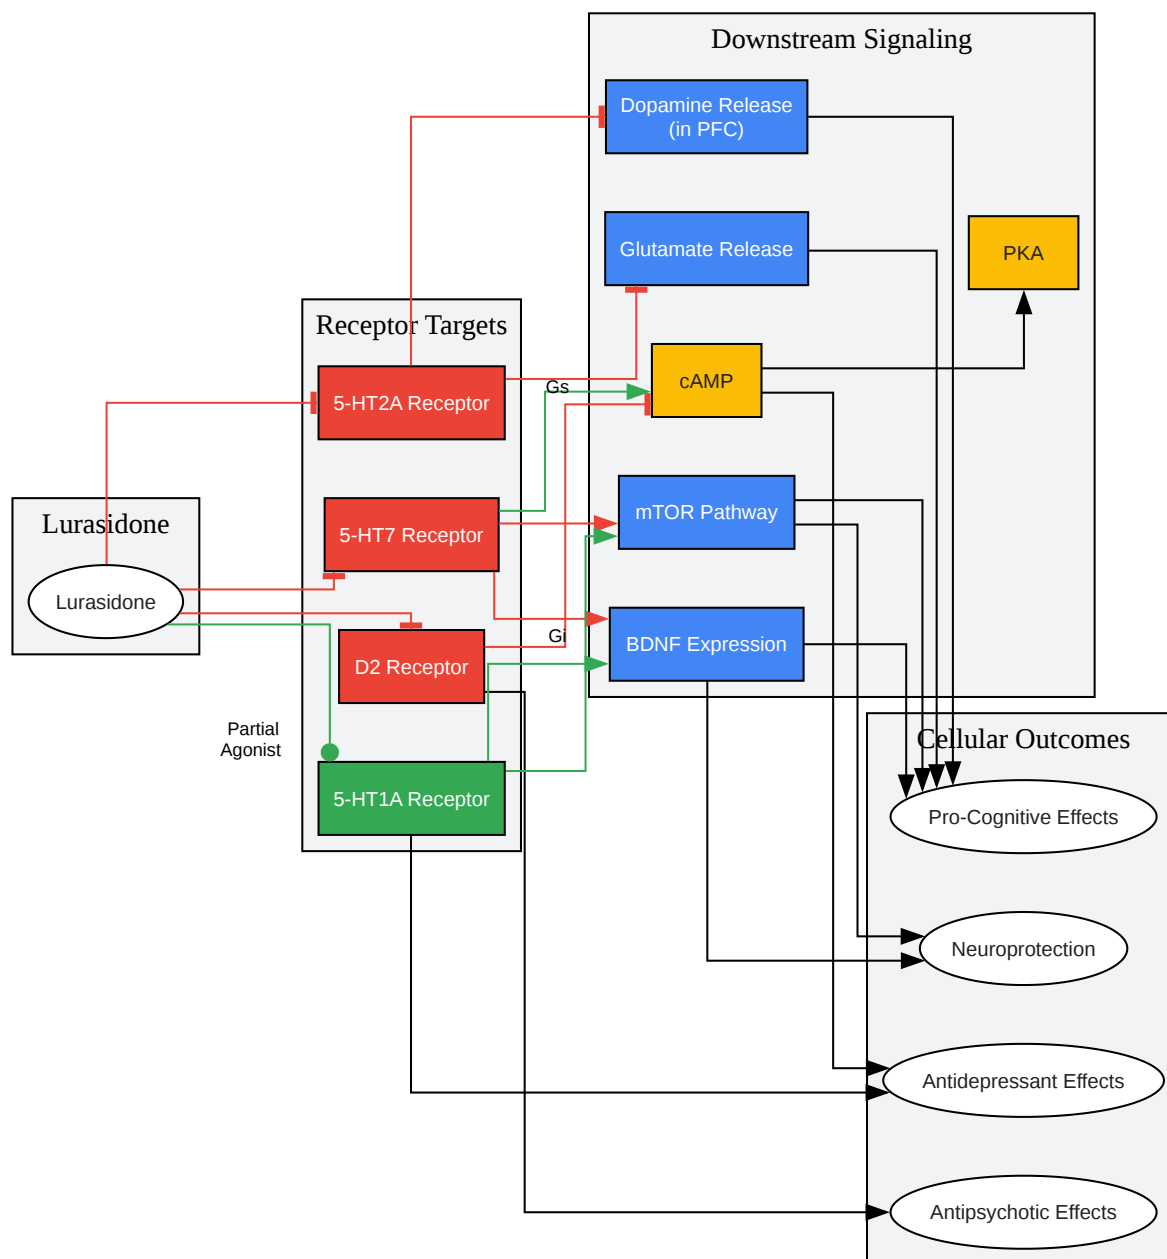 Downstream Signaling
Dopamine Release
(in PFC)
Glutamate Release
PKA
Receptor Targets
Gs
cAMP
5-HT2A Receptor
Lurasidone
5-HT7 Receptor
mTOR Pathway
Lurasidone
Gi
BDNF Expression
D2 Receptor
Partial
Agonist
Cellular Outcomes
5-HT1A Receptor
Pro-Cognitive Effects
Neuroprotection
Antidepressant Effects
Antipsychotic Effects